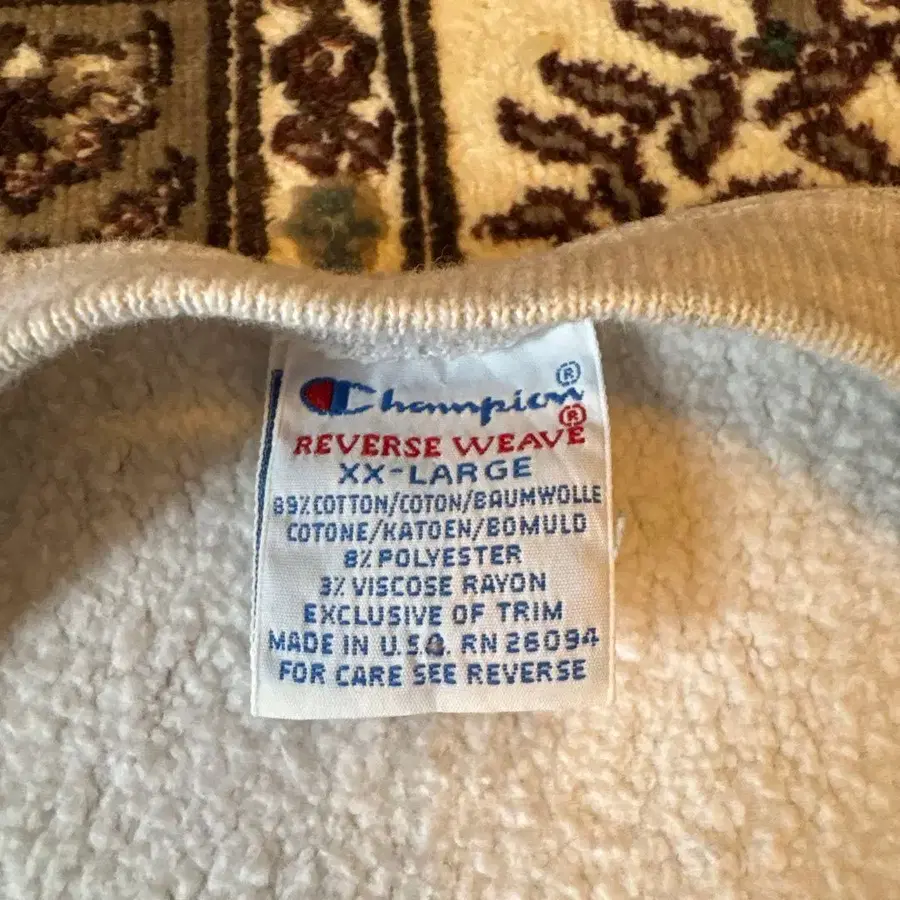 Champion®
REVERSE WEAVE®
XX-LARGE
89% COTTON/COTON/BAUMWOLLE
COTONE/KATOEN/BOMULD
8% POLYESTER
3% VISCOSE RAYON
EXCLUSIVE OF TRIM
MADE IN U.S.A. RN 26094
FOR CARE SEE REVERSE